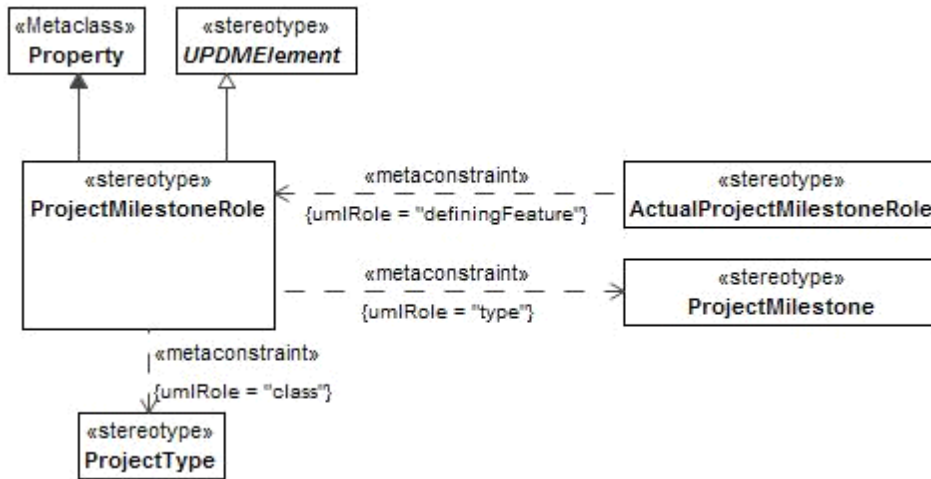 «Metaclass»
Property
«stereotype»
UPDMElement
«stereotype»
ProjectMilestoneRole
«metaconstraint»
{umlRole = "definingFeature"}
«stereotype»
ActualProjectMilestoneRole
«metaconstraint»
{umlRole = "type"}
«stereotype»
ProjectMilestone
«metaconstraint»
{umlRole = "class"}
«stereotype»
ProjectType